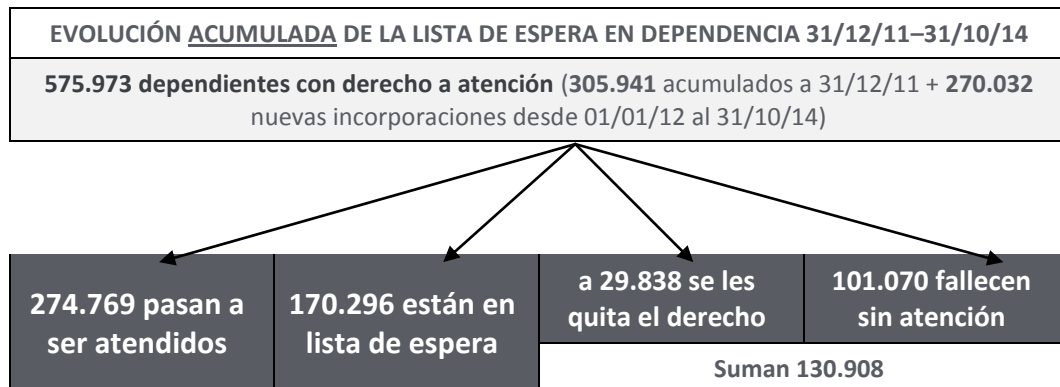 EVOLUCIÓN ACUMULADA DE LA LISTA DE ESPERA EN DEPENDENCIA 31/12/11–31/10/14
575.973 dependientes con derecho a atención (305.941 acumulados a 31/12/11 + 270.032
nuevas incorporaciones desde 01/01/12 al 31/10/14)
274.769 pasan a
ser atendidos
170.296 están en
lista de espera
a 29.838 se les
quita el derecho
101.070 fallecen
sin atención
Suman 130.908